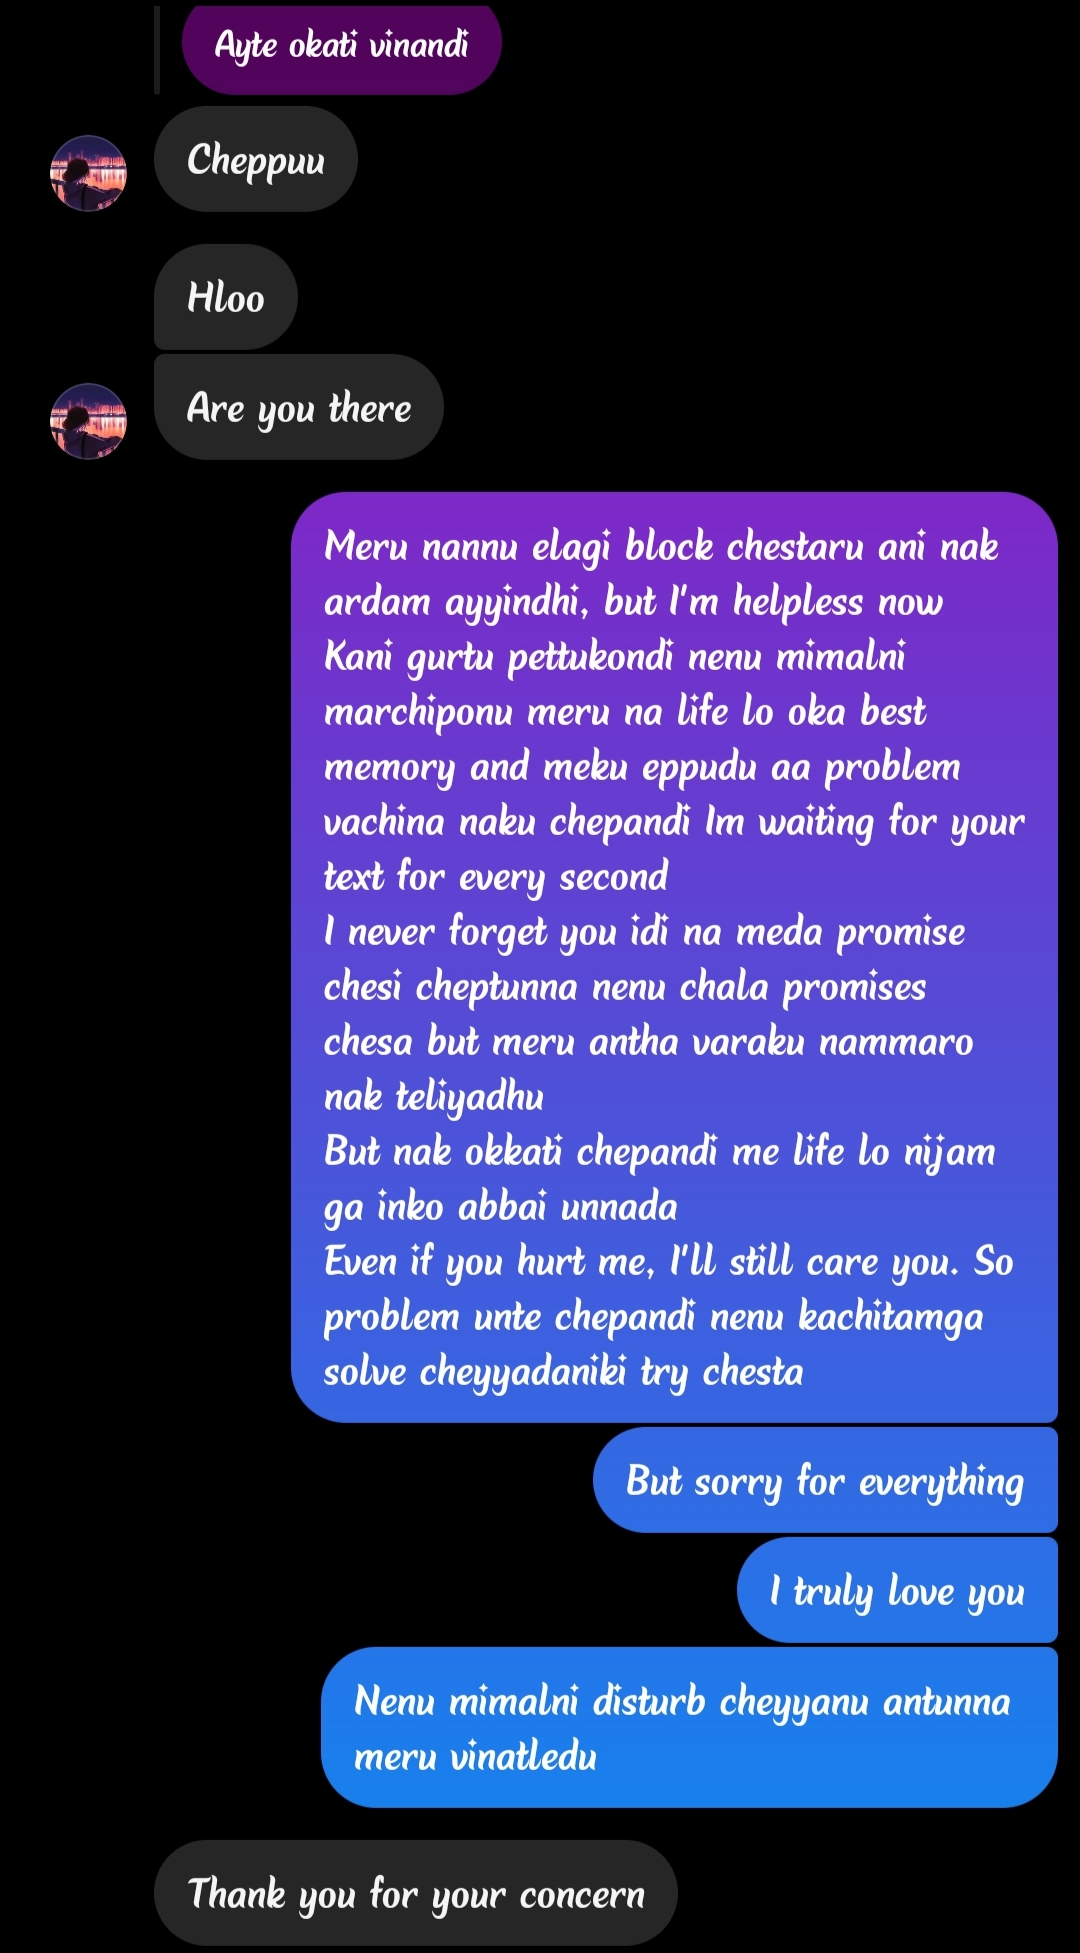 Ayte okati vinandi
Cheppuu
Hloo
Are you there
Meru nannu elagi block chestaru ani nak
ardam ayyindhi, but I'm helpless now
Kani gurtu pettukondi nenu mimalni
marchiponu meru na life lo oka best
memory and meku eppudu aa problem
vachina naku chepandi Im waiting for your
text for every second
I never forget you idi na meda promise
chesi cheptunna nenu chala promises
chesa but meru antha varaku nammaro
nak teliyadhu
But nak okkati chepandi me life lo nijam
ga inko abbai unnada
Even if you hurt me, I'll still care you. So
problem unte chepandi nenu kachitamga
solve cheyyadaniki try chesta
But sorry for everything
I truly love you
Nenu mimalni disturb cheyyanu antunna
meru vinatledu
Thank you for your concern